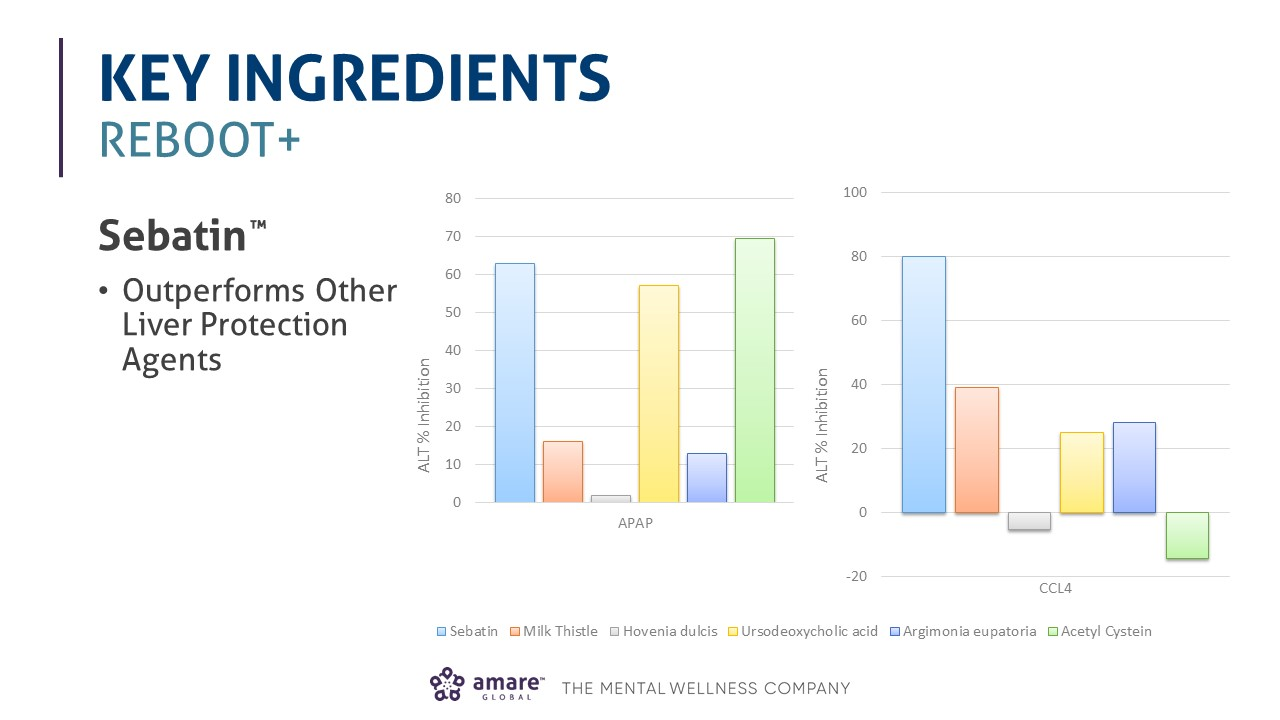 KEY INGREDIENTS
REBOOT+
Sebatin™
• Outperforms Other
Liver Protection
Agents
80
70
60
50
40
30
20
10
0
ALT % Inhibition
APAP
100
80
60
40
20
0
-20
ALT % Inhibition
CCL4
Sebatin Milk Thistle Hovenia dulcis Ursodeoxycholic acid Argimonia eupatoria Acetyl Cystein
amare™
GLOBAL
THE MENTAL WELLNESS COMPANY